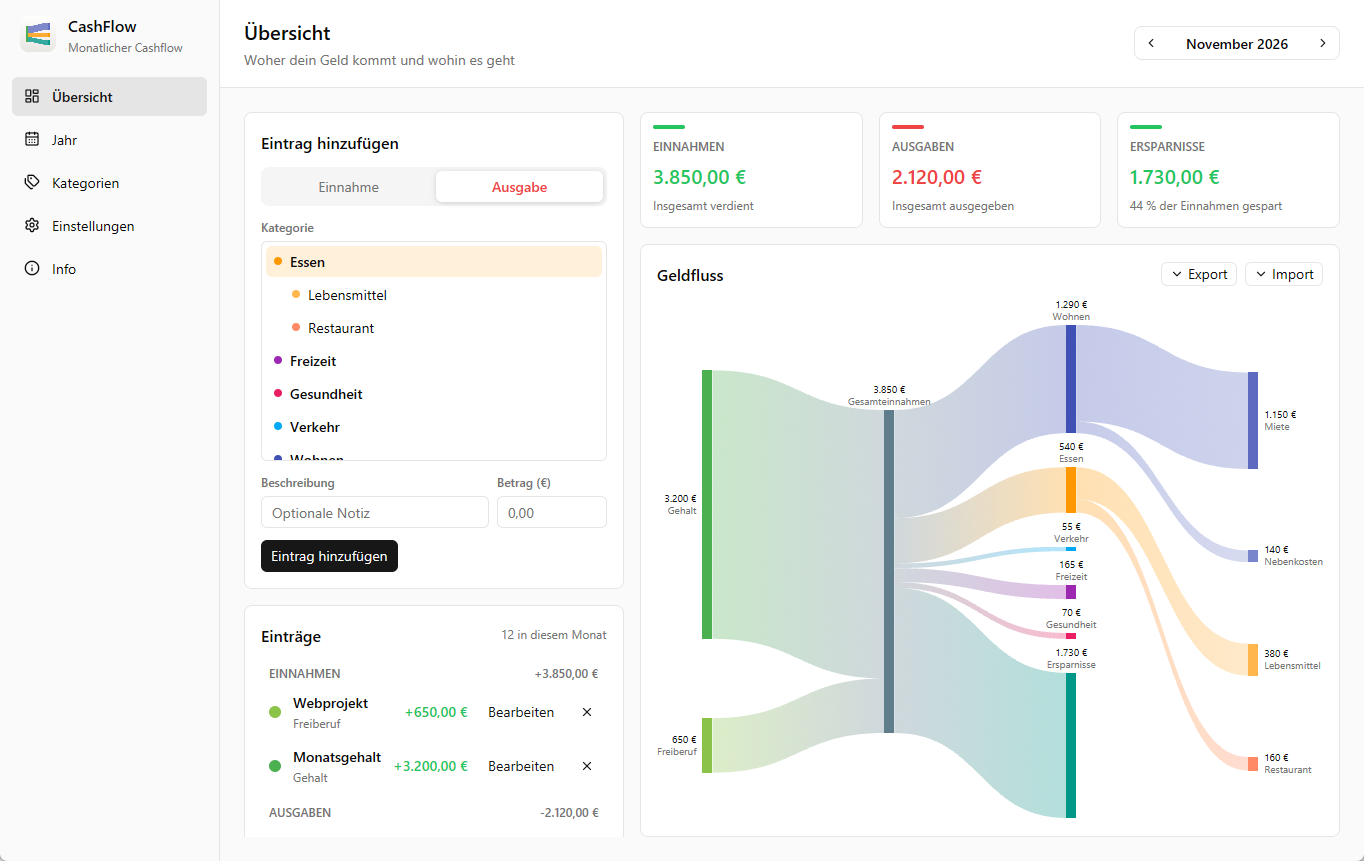 CashFlow
Monatlicher Cashflow
Übersicht
Jahr
Kategorien
Einstellungen
Info
Übersicht
Woher dein Geld kommt und wohin es geht
November 2026
Eintrag hinzufügen
Einnahme
Ausgabe
Kategorie
Essen
Lebensmittel
Restaurant
Freizeit
Gesundheit
Verkehr
Wohnen
Beschreibung
Betrag (€)
Optionale Notiz
0,00
Eintrag hinzufügen
Einträge
12 in diesem Monat
EINNAHMEN
+3.850,00 €
Webprojekt
Freiberuf
+650,00 €
Bearbeiten
Monatsgehalt
Gehalt
+3.200,00 €
Bearbeiten
AUSGABEN
-2.120,00 €
EINNAHMEN
3.850,00 €
Insgesamt verdient
AUSGABEN
2.120,00 €
Insgesamt ausgegeben
ERSPARNISSE
1.730,00 €
44 % der Einnahmen gespart
Geldfluss
Export
Import
3.200 €
Gehalt
650 €
Freiberuf
3.850 €
Gesamteinnahmen
1.290 €
Wohnen
540 €
Essen
55 €
Verkehr
165 €
Freizeit
70 €
Gesundheit
1.730 €
Ersparnisse
1.150 €
Miete
140 €
Nebenkosten
380 €
Lebensmittel
160 €
Restaurant